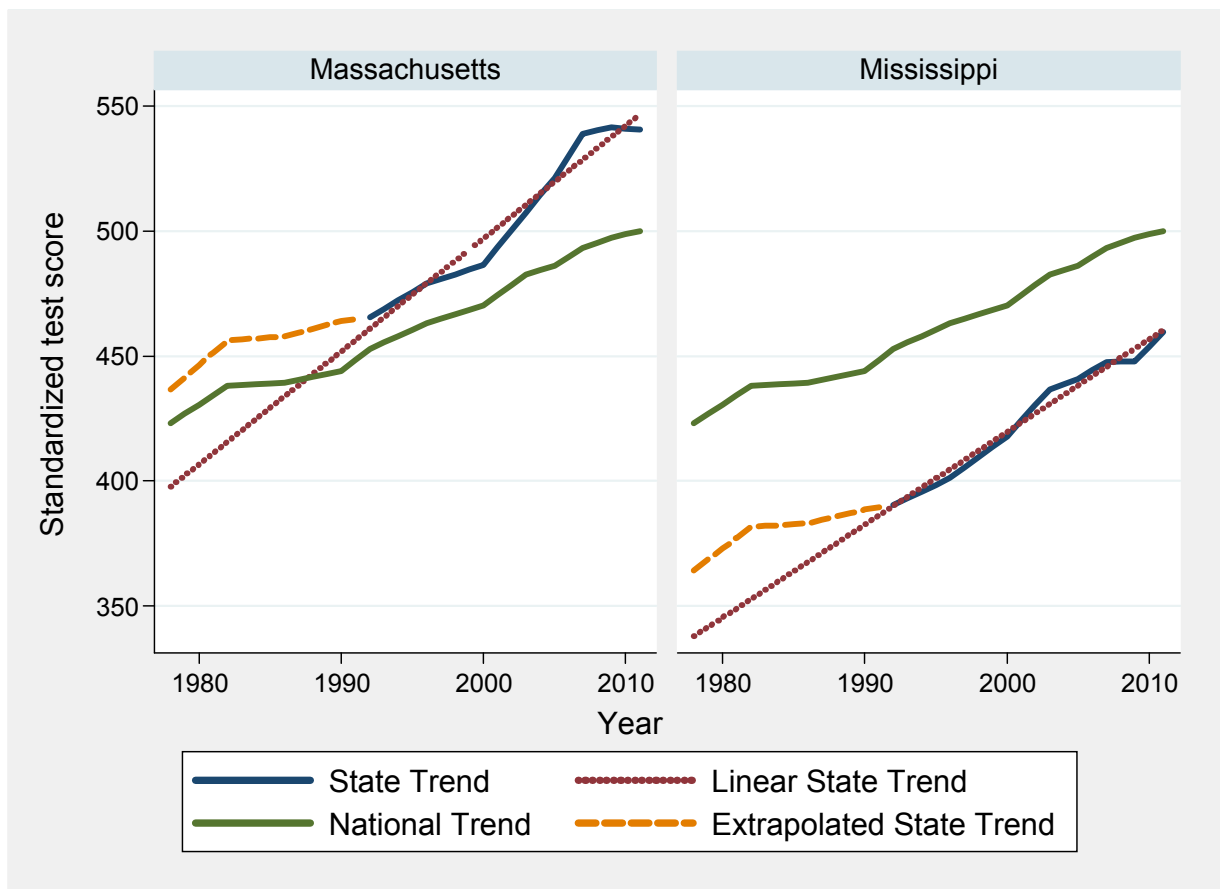 Massachusetts
Mississippi
Standardized test score
550
500
450
400
350
1980 1990 2000 2010
1980 1990 2000 2010
Year
State Trend
Linear State Trend
National Trend
Extrapolated State Trend